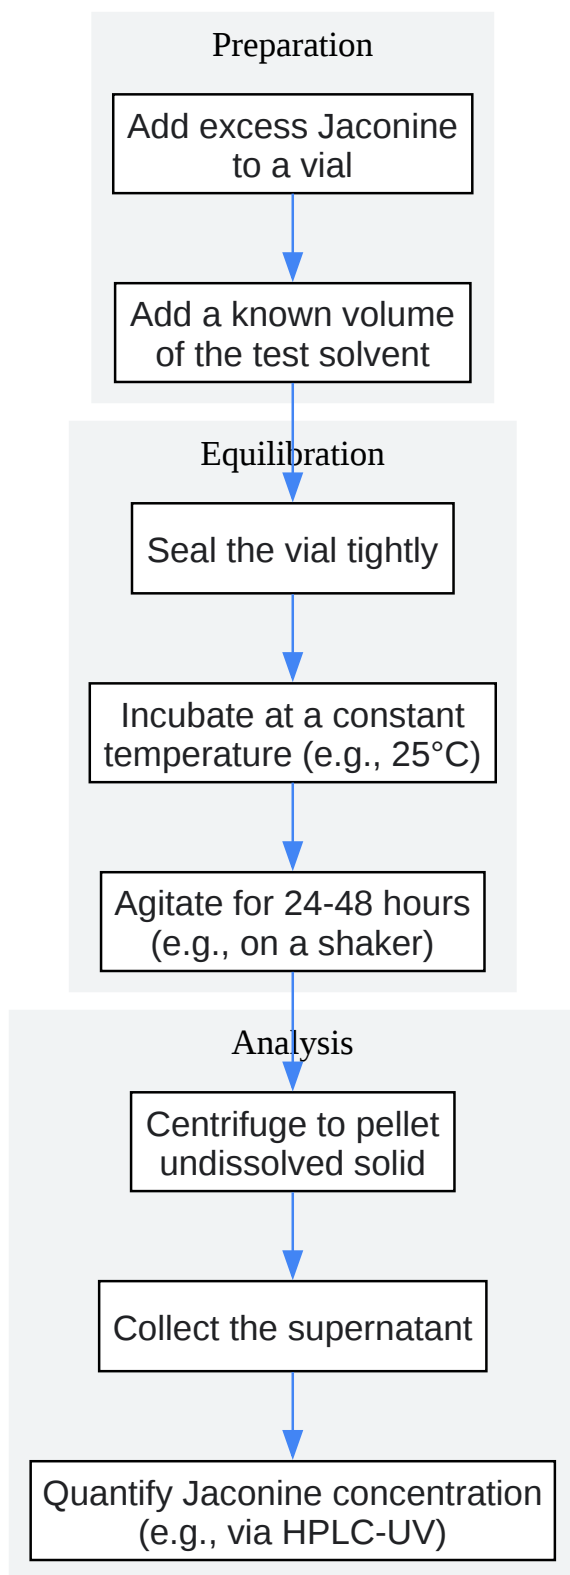 Preparation
Add excess Jaconine
to a vial
Add a known volume
of the test solvent
Equilibration
Seal the vial tightly
Incubate at a constant
temperature (e.g., 25°C)
Agitate for 24-48 hours
(e.g., on a shaker)
Analysis
Centrifuge to pellet
undissolved solid
Collect the supernatant
Quantify Jaconine concentration
(e.g., via HPLC-UV)